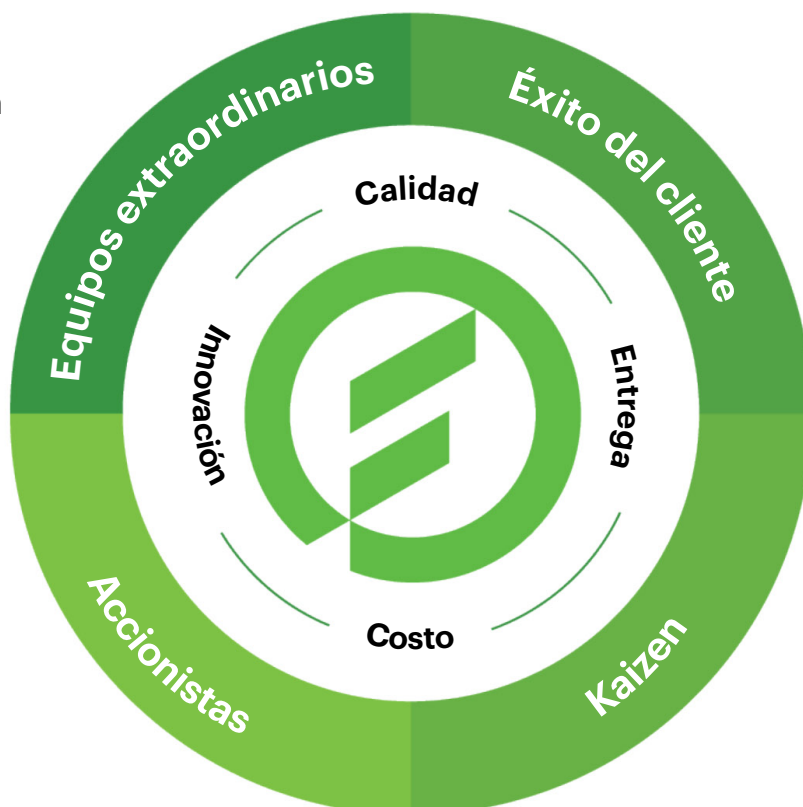 Equipos extraordinarios
Éxito del cliente
Calidad
Innovación
Entrega
Costo
Accionistas
Kaizen